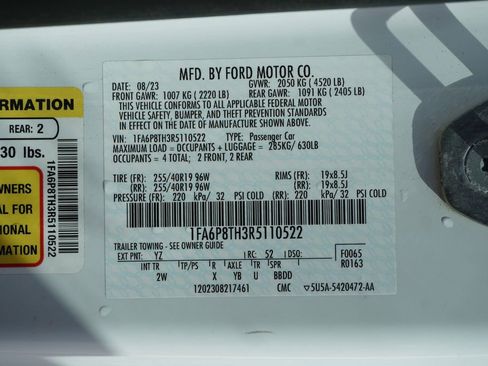 MFD. BY FORD MOTOR CO.
DATE: 08/23 GVWR: 2050 KG ( 4520 LB)
FRONT GAWR: 1007 KG ( 2220 LB) REAR GAWR: 1091 KG ( 2405 LB)
THIS VEHICLE CONFORMS TO ALL APPLICABLE FEDERAL MOTOR
VEHICLE SAFETY, BUMPER, AND THEFT PREVENTION STANDARDS
IN EFFECT ON THE DATE OF MANUFACTURE SHOWN ABOVE.
VIN: 1FA6P8TH3R5110522 TYPE: Passenger Car
MAXIMUM LOAD = OCCUPANTS + LUGGAGE = 285KG/ 630LB
OCCUPANTS = 4 TOTAL; 2 FRONT, 2 REAR
TIRE (FR): 255/40R19 96W RIMS (FR): 19x8.5J
(RR): 255/40R19 96W (RR): 19x8.5J
PRESSURE (FR): 220 kPa/ 32 PSI COLD (RR): 220 kPa/ 32 PSI COLD
1FA6P8TH3R5110522
TRAILER TOWING - SEE OWNER GUIDE
EXT PNT: YZ RC: 52 DSO: F0065
R0163
INT TR TP/PS R AXLE TR SPR
2W X YB U BBDD
1202308217461 CMC ▼5U5A-5420472-AA
FORMATION
REAR: 2
30 lbs.
OWNERS
AL FOR
IONAL
MATION
1FA6P8TH3R5110522